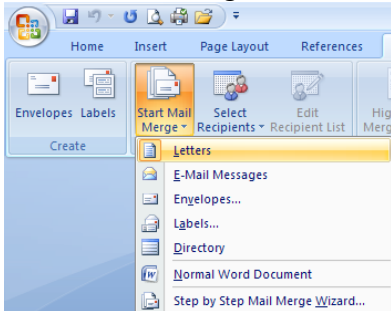 Home Insert Page Layout References
Envelopes Labels Start Mail Merge Select Recipients Edit Recipient List
Create
Letters
E-Mail Messages
Envelopes...
Labels...
Directory
Normal Word Document
Step by Step Mail Merge Wizard...